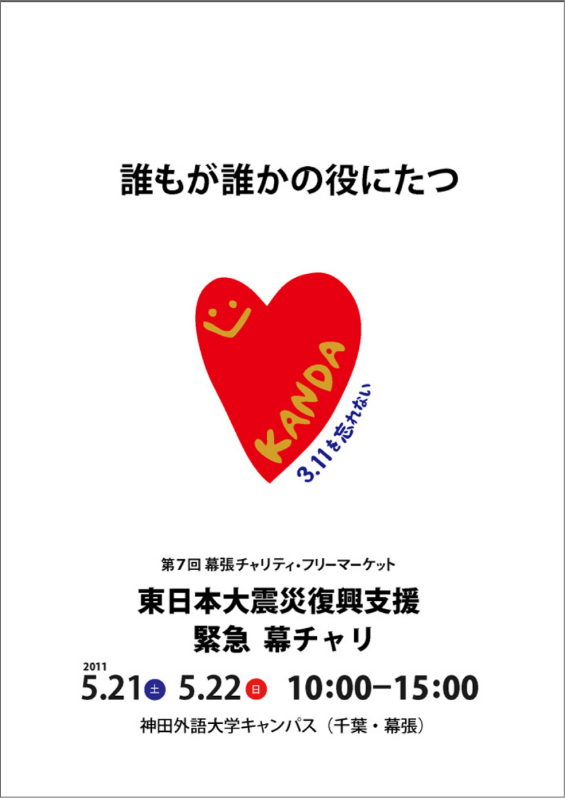 誰もが誰かの役にたつ
KANDA
3.11を忘れない
第7回 幕張チャリティ・フリーマーケット
東日本大震災復興支援
緊急 幕チャリ
2011
5.21 土 5.22 日 10:00-15:00
神田外語大学キャンパス（千葉・幕張）